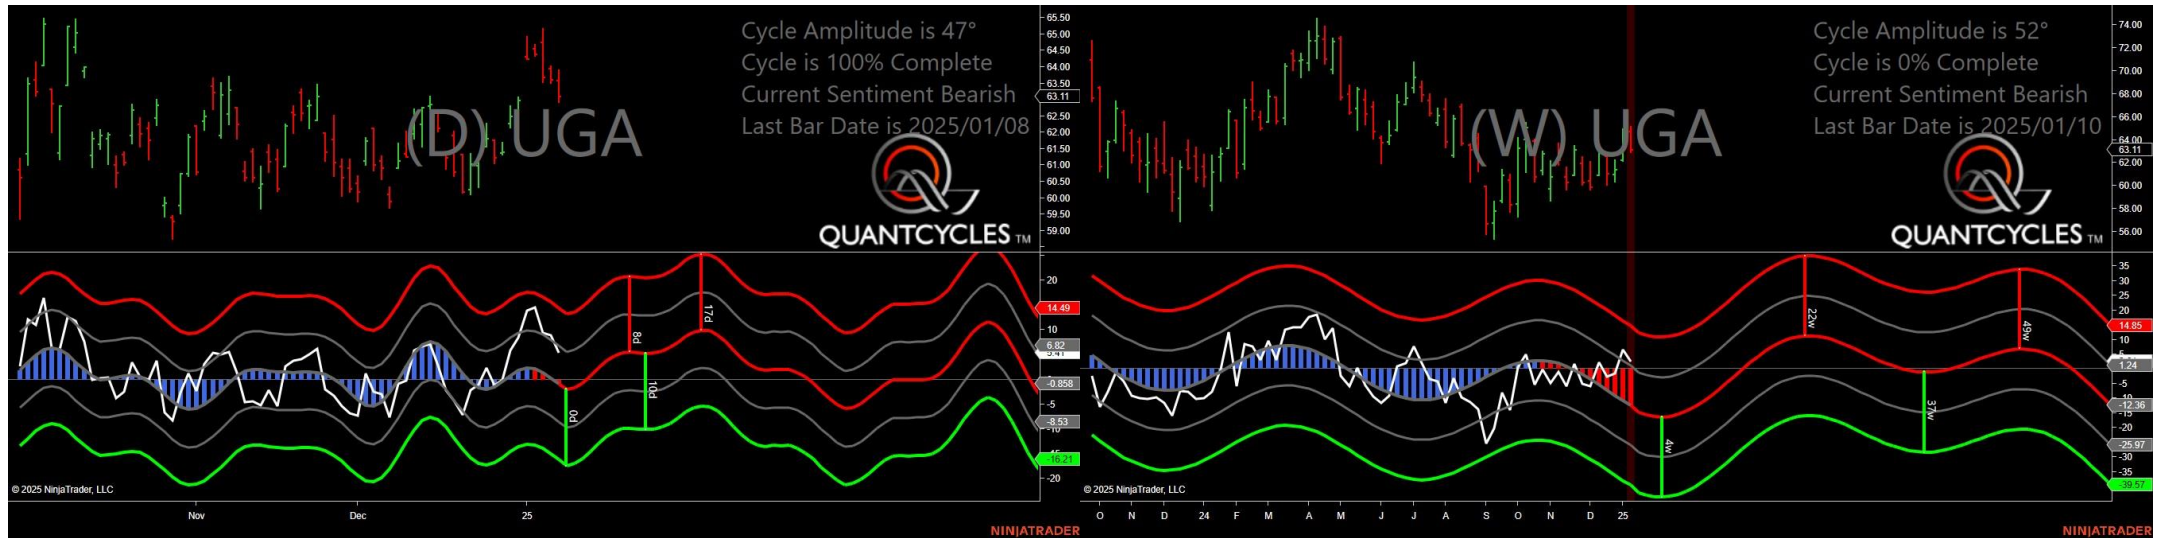 Cycle Amplitude is 47°
Cycle is 100% Complete
Current Sentiment Bearish
Last Bar Date is 2025/01/08
(D) UGA
QUANTCYCLES TM
65.50
65.00
64.50
64.00
63.50
63.11
62.50
62.00
61.50
61.00
60.50
60.00
59.50
59.00
20
14.49
10
6.82
-0.858
-5
-8.53
-16.21
-20
8d
17d
0d
10d
© 2025 NinjaTrader, LLC
Nov
Dec
25
NINJATRADER
Cycle Amplitude is 52°
Cycle is 0% Complete
Current Sentiment Bearish
Last Bar Date is 2025/01/10
(W) UGA
QUANTCYCLES TM
74.00
72.00
70.00
68.00
66.00
64.00
63.11
62.00
60.00
58.00
56.00
35
30
25
20
14.85
10
5
1.24
-5
-12.36
-15
-20
-25.97
-30
-35
-39.57
22w
49w
4w
37w
© 2025 NinjaTrader, LLC
O N D 24 F M A M J J A S O N D 25
NINJATRADER